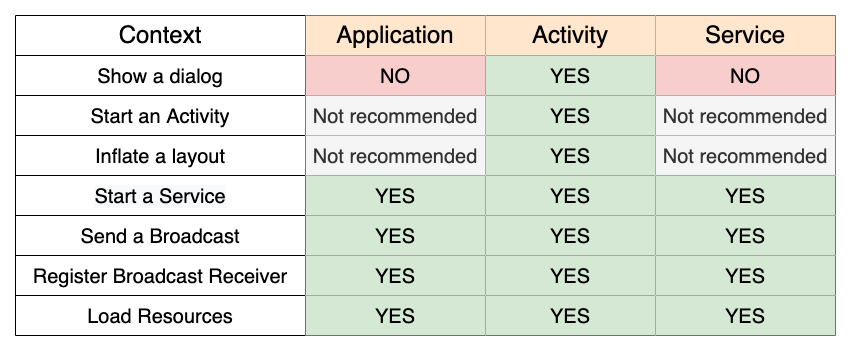 Context Application Activity Service
Show a dialog NO YES NO
Start an Activity Not recommended YES Not recommended
Inflate a layout Not recommended YES Not recommended
Start a Service YES YES YES
Send a Broadcast YES YES YES
Register Broadcast Receiver YES YES YES
Load Resources YES YES YES